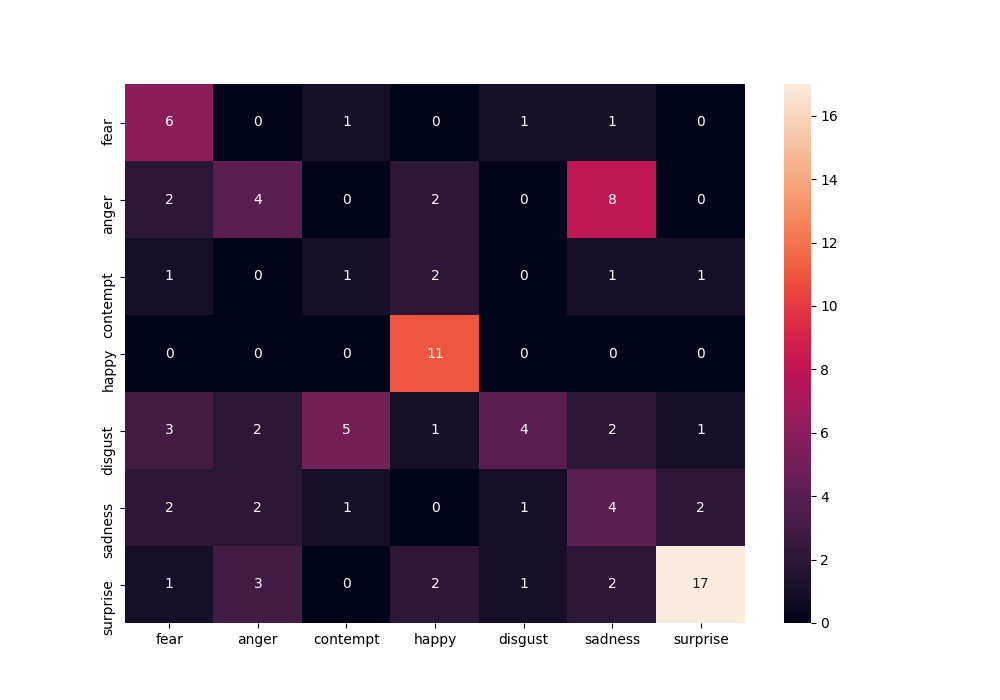 fear 6 0 1 0 1 1 0
anger 2 4 0 2 0 8 0
contempt 1 0 1 2 0 1 1
happy 0 0 0 11 0 0 0
disgust 3 2 5 1 4 2 1
sadness 2 2 1 0 1 4 2
surprise 1 3 0 2 1 2 17
fear anger contempt happy disgust sadness surprise
16
14
12
10
8
6
4
2
0